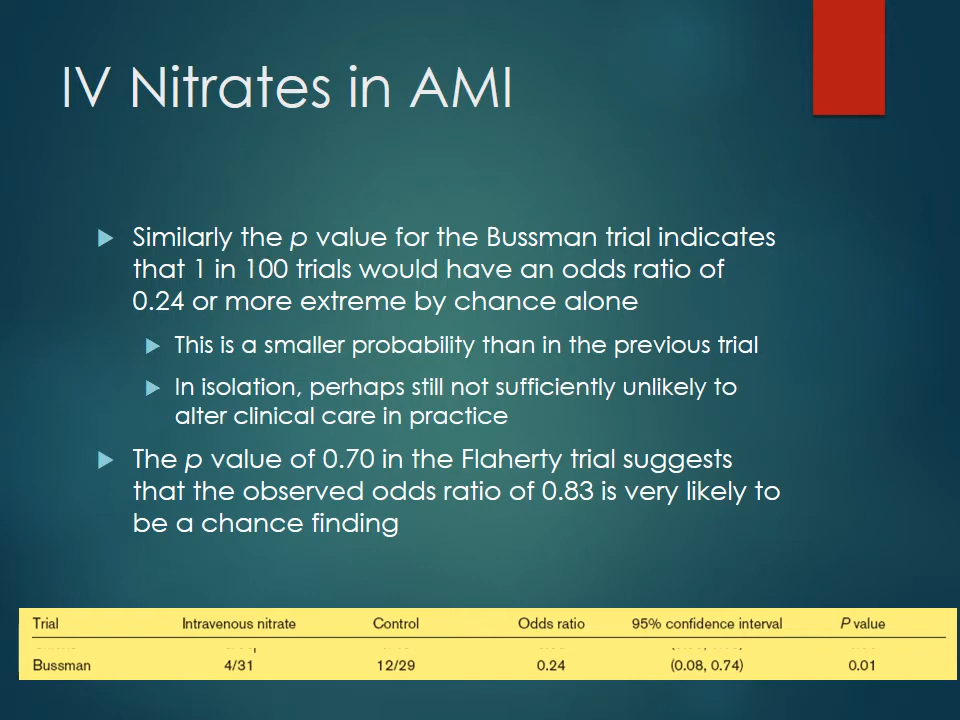 IV Nitrates in AMI
Similarly the p value for the Bussman trial indicates
that 1 in 100 trials would have an odds ratio of
0.24 or more extreme by chance alone
This is a smaller probability than in the previous trial
In isolation, perhaps still not sufficiently unlikely to
alter clinical care in practice
The p value of 0.70 in the Flaherty trial suggests
that the observed odds ratio of 0.83 is very likely to
be a chance finding
Trial Intravenous nitrate Control Odds ratio 95% confidence interval P value
Bussman 4/31 12/29 0.24 (0.08, 0.74) 0.01